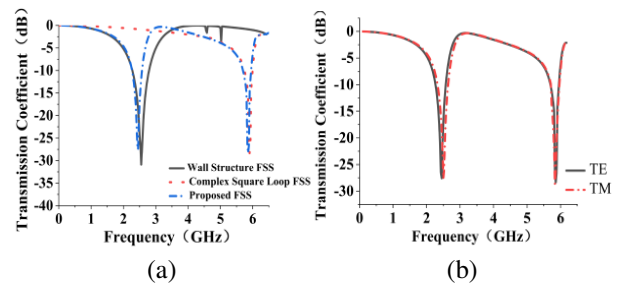 Transmission Coefficient（dB）
0
-5
-10
-15
-20
-25
-30
-35
-40
Wall Structure FSS
Complex Square Loop FSS
Proposed FSS
0 1 2 3 4 5 6
Frequency（GHz）
(a)
Transmission Coefficient（dB）
0
-5
-10
-15
-20
-25
-30
TE
TM
0 1 2 3 4 5 6
Frequency（GHz）
(b)